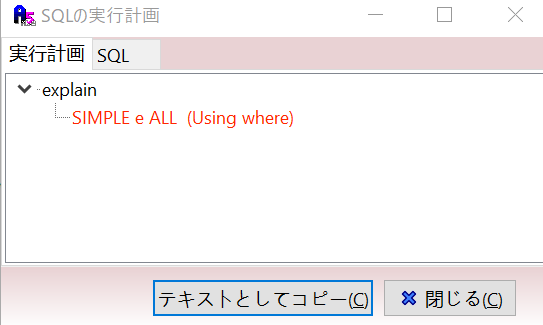 SQLの実行計画
実行計画 SQL
explain
SIMPLE e ALL (Using where)
テキストとしてコピー(C) 閉じる(C)